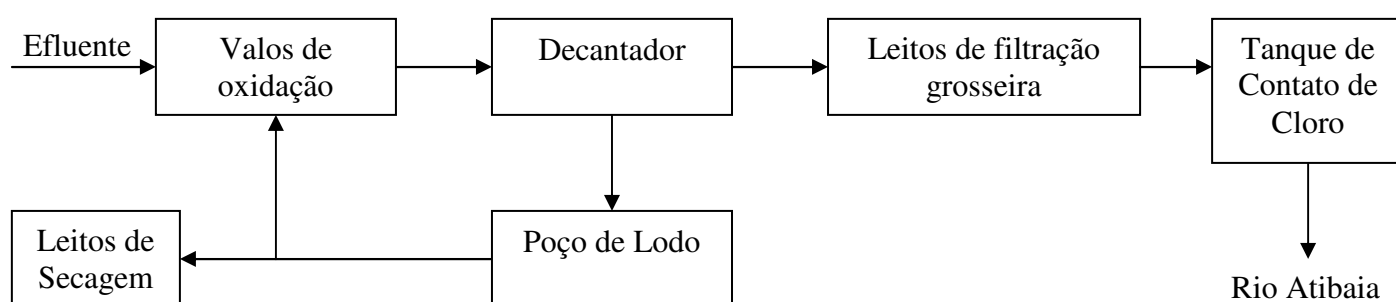 Efluente
Valos de
oxidação
Decantador
Leitos de filtração
grosseira
Tanque de
Contato de
Cloro
Leitos de
Secagem
Poço de Lodo
Rio Atibaia